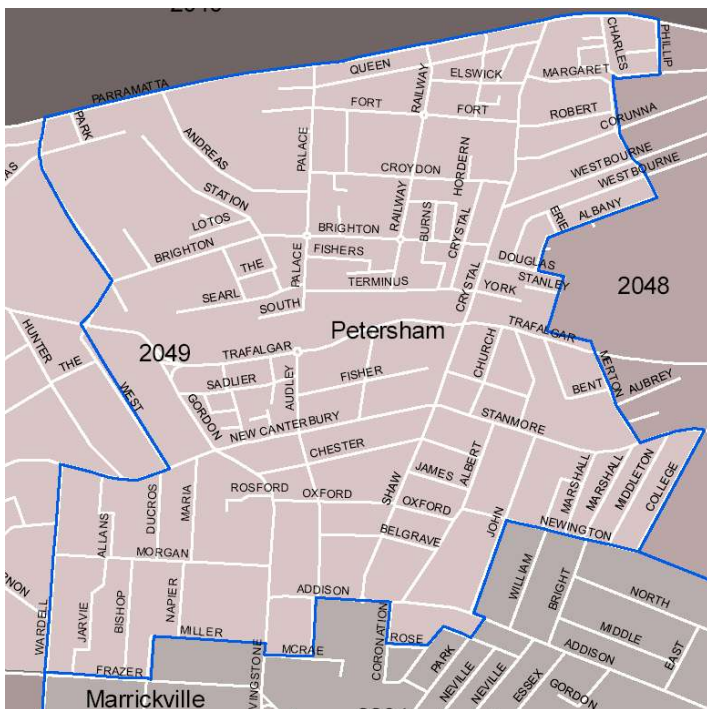 QUEEN
PARRAMATTA
PARK
ANDREAS
FORT
RAILWAY
ELSWICK
FORT
MARGARET
CHARLES
PHILLIP
ROBERT
CORUNNA
PALACE
CROYDON
HORDERN
WESTBOURNE
WESTBOURNE
STATION
LOTOS
BRIGHTON
BRIGHTON
RAILWAY
BURNS
CRYSTAL
ERIE
ALBANY
THE
FISHERS
PALACE
DOUGLAS
SEARL
SOUTH
TERMINUS
CRYSTAL
YORK
STANLEY
2048
HUNTER
THE
2049
Petersham
TRAFALGAR
TRAFALGAR
WEST
GORDON
SADLIER
AUDLEY
FISHER
CHURCH
BENT
MERTON
AUBREY
NEW CANTERBURY
STANMORE
CHESTER
JAMES
ALBERT
MARSHALL
MARSHALL
MIDDLETON
COLLEGE
ROSFORD
OXFORD
SHAW
OXFORD
JOHN
NEWINGTON
ALLANS
DUCROS
MARIA
BELGRAVE
MORGAN
WARDELL
JARVIE
BISHOP
NAPIER
MILLER
ADDISON
CORONATION
ROSE
WILLIAM
BRIGHT
NORTH
MIDDLE
EAST
ADDISON
MCRAE
PARK
NEVILLE
NEVILLE
ESSEX
GORDON
FRAZER
Marrickville